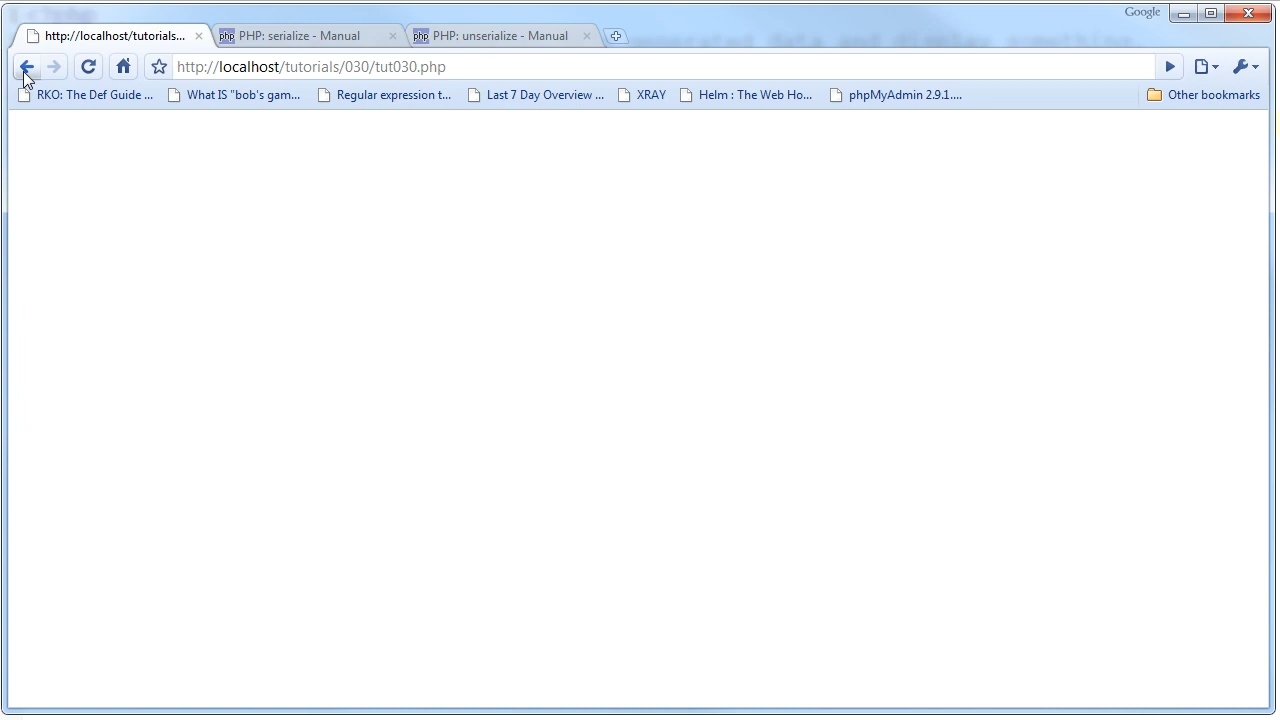 Google
http://localhost/tutorials...
php PHP: serialize - Manual
php PHP: unserialize - Manual
http://localhost/tutorials/030/tut030.php
RKO: The Def Guide ...
What IS "bob's gam...
Regular expression t...
Last 7 Day Overview ...
XRAY
Helm : The Web Ho...
phpMyAdmin 2.9.1....
Other bookmarks